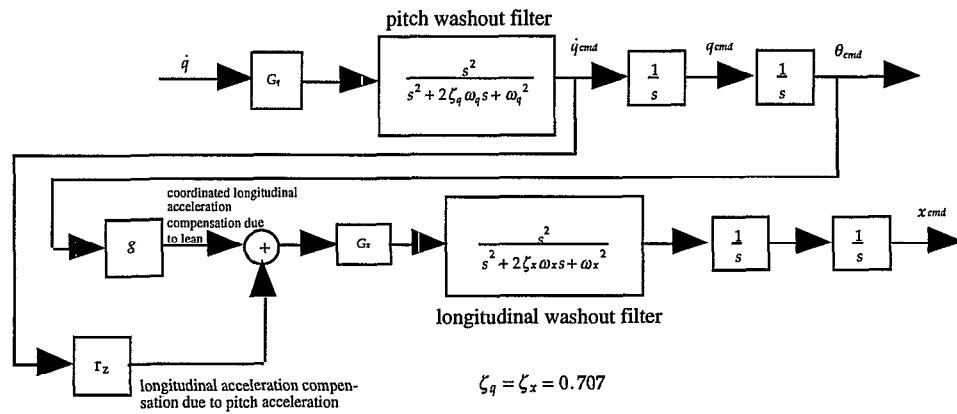 pitch washout filter
q̇
G_q
s²
s² + 2ζ_q ω_q s + ω_q²
q̇_cmd
1
s
q_cmd
1
s
θ_cmd
coordinated longitudinal
acceleration
compensation due
to lean
g
+
G_x
s²
s² + 2ζ_x ω_x s + ω_x²
1
s
1
s
x_cmd
longitudinal washout filter
r_z
longitudinal acceleration compen-
sation due to pitch acceleration
ζ_q = ζ_x = 0.707